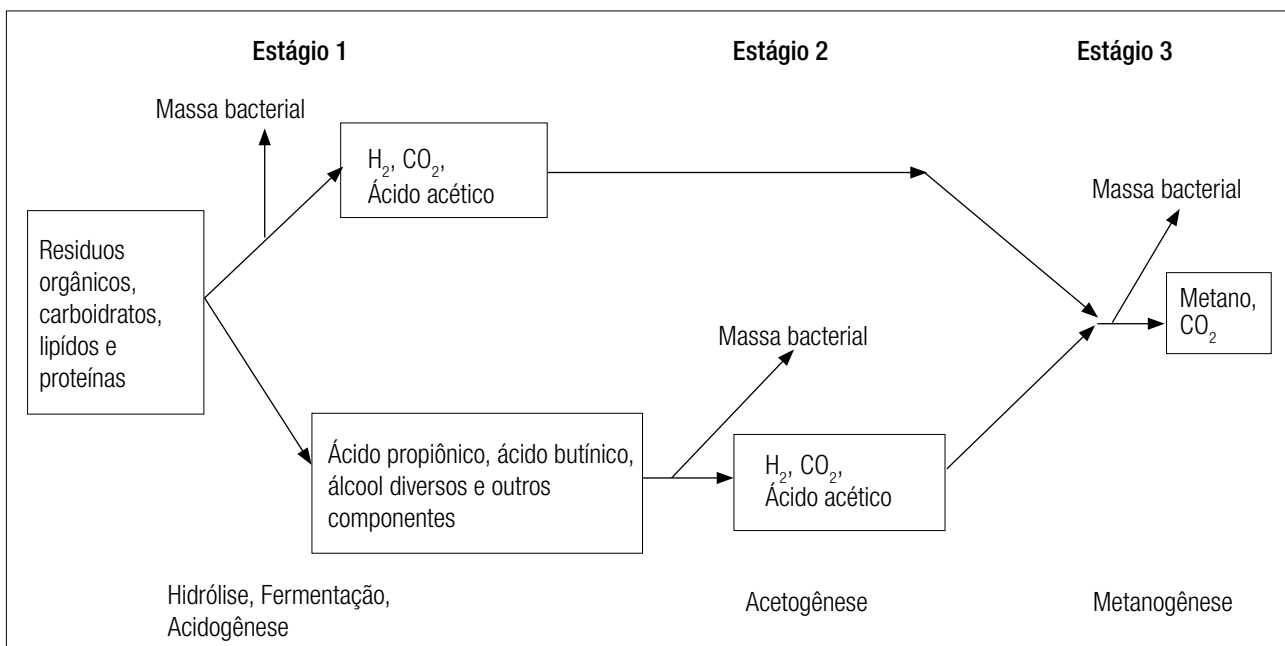 Estágio 1
Estágio 2
Estágio 3
Massa bacterial
H₂, CO₂,
Ácido acético
Massa bacterial
Residuos
orgânicos,
carboidratos,
lipídos e
proteínas
Metano,
CO₂
Massa bacterial
Ácido propiônico, ácido butínico,
álcool diversos e outros
componentes
H₂, CO₂,
Ácido acético
Hidrólise, Fermentação,
Acidogênese
Acetogênese
Metanogênese